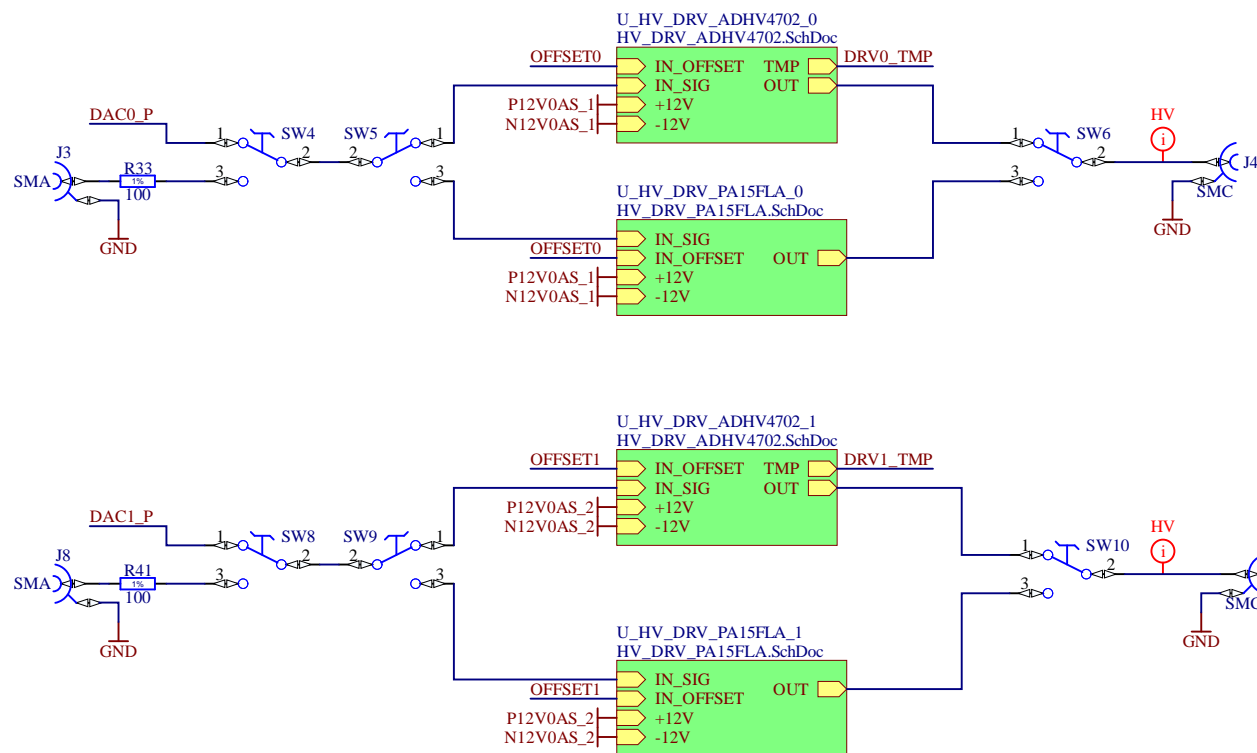 U_HV_DRV_ADHV4702_0
HV_DRV_ADHV4702.SchDoc
OFFSET0
IN_OFFSET
TMP
DRV0_TMP
IN_SIG
OUT
P12V0AS_1
+12V
N12V0AS_1
-12V
DAC0_P
1
SW4
SW5
1
2
2
J3
SMA
R33
1%
100
3
3
GND
1
SW6
2
3
HV
i
J4
SMC
GND
U_HV_DRV_PA15FLA_0
HV_DRV_PA15FLA.SchDoc
IN_SIG
OFFSET0
IN_OFFSET
OUT
P12V0AS_1
+12V
N12V0AS_1
-12V
U_HV_DRV_ADHV4702_1
HV_DRV_ADHV4702.SchDoc
OFFSET1
IN_OFFSET
TMP
DRV1_TMP
IN_SIG
OUT
P12V0AS_2
+12V
N12V0AS_2
-12V
DAC1_P
1
SW8
SW9
1
2
2
J8
SMA
R41
1%
100
3
3
GND
1
SW10
2
3
HV
i
SMC
GND
U_HV_DRV_PA15FLA_1
HV_DRV_PA15FLA.SchDoc
IN_SIG
OFFSET1
IN_OFFSET
OUT
P12V0AS_2
+12V
N12V0AS_2
-12V